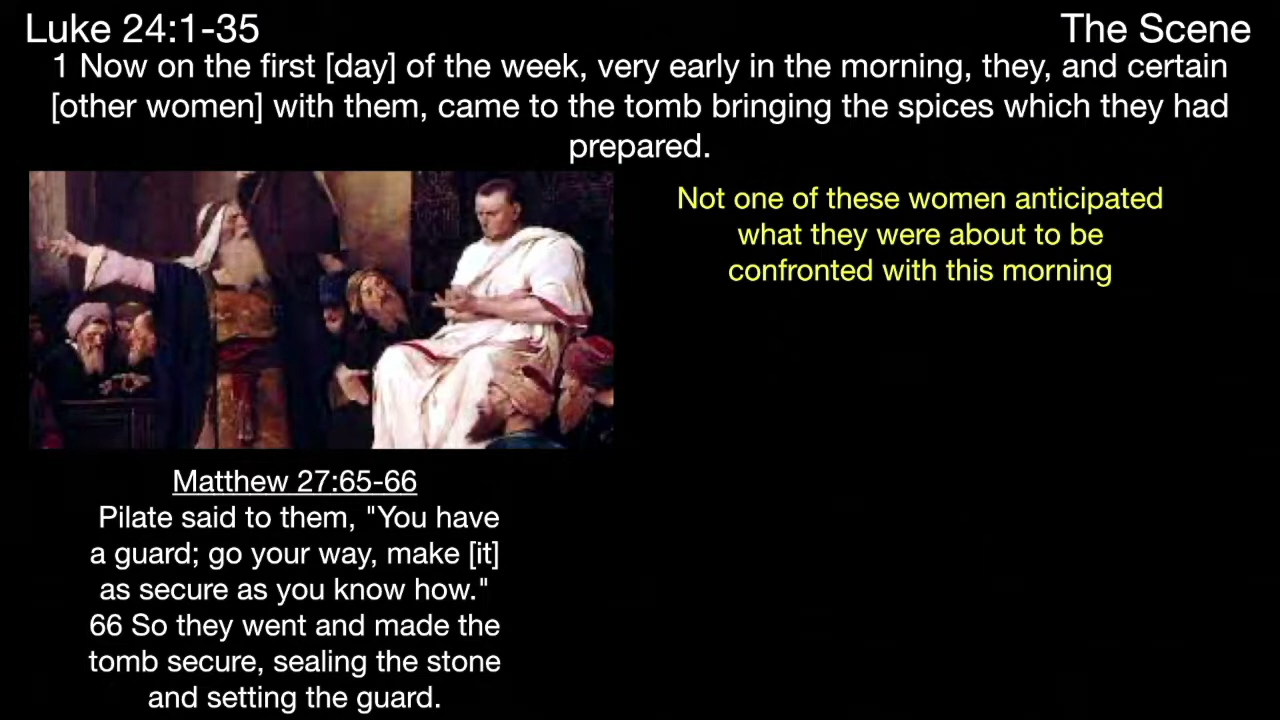 Luke 24:1-35
The Scene
1 Now on the first [day] of the week, very early in the morning, they, and certain
[other women] with them, came to the tomb bringing the spices which they had
prepared.
Not one of these women anticipated
what they were about to be
confronted with this morning
Matthew 27:65-66
Pilate said to them, "You have
a guard; go your way, make [it]
as secure as you know how."
66 So they went and made the
tomb secure, sealing the stone
and setting the guard.